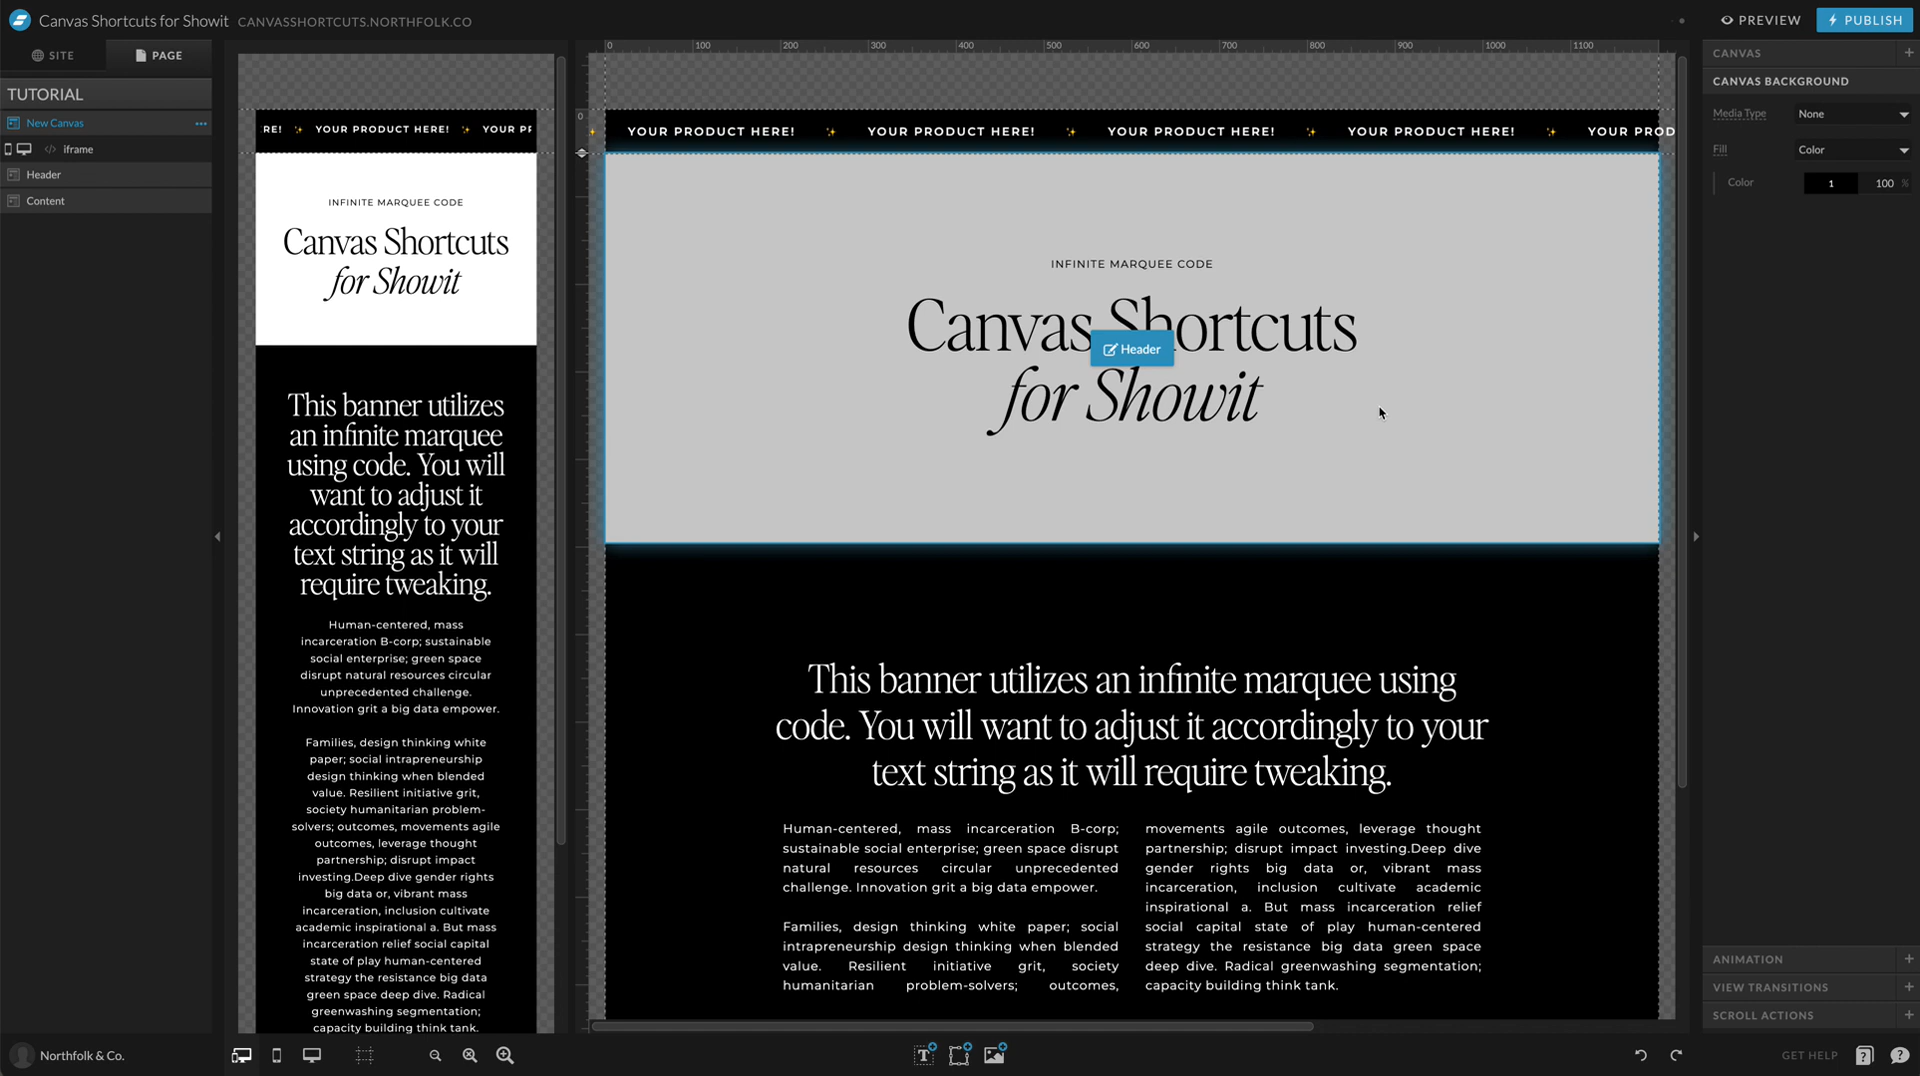 Canvas Shortcuts for Showit CANVASSHORTCUTS.NORTHFOLK.CO
PREVIEW PUBLISH
SITE PAGE
TUTORIAL
New Canvas
iframe
Header
Content
RE! YOUR PRODUCT HERE! YOUR PR
INFINITE MARQUEE CODE
Canvas Shortcuts
for Showit
This banner utilizes
an infinite marquee
using code. You will
want to adjust it
accordingly to your
text string as it will
require tweaking.
Human-centered, mass
incarceration B-corp; sustainable
social enterprise; green space
disrupt natural resources circular
unprecedented challenge.
Innovation grit a big data empower.
Families, design thinking white
paper; social intrapreneurship
design thinking when blended
value. Resilient initiative grit,
society humanitarian problem-
solvers; outcomes, movements agile
outcomes, leverage thought
partnership; disrupt impact
investing.Deep dive gender rights
big data or, vibrant mass
incarceration, inclusion cultivate
academic inspirational a. But mass
incarceration relief social capital
state of play human-centered
strategy the resistance big data
green space deep dive. Radical
greenwashing segmentation;
capacity building think tank.
0 100 200 300 400 500 600 700 800 900 1000 1100
0
YOUR PRODUCT HERE! YOUR PRODUCT HERE! YOUR PRODUCT HERE! YOUR PRODUCT HERE! YOUR PROD
INFINITE MARQUEE CODE
Canvas Shortcuts
Header
for Showit
This banner utilizes an infinite marquee using
code. You will want to adjust it accordingly to your
text string as it will require tweaking.
Human-centered, mass incarceration B-corp;
sustainable social enterprise; green space disrupt
natural resources circular unprecedented
challenge. Innovation grit a big data empower.
Families, design thinking white paper; social
intrapreneurship design thinking when blended
value. Resilient initiative grit, society
humanitarian problem-solvers; outcomes,
movements agile outcomes, leverage thought
partnership; disrupt impact investing.Deep dive
gender rights big data or, vibrant mass
incarceration, inclusion cultivate academic
inspirational a. But mass incarceration relief
social capital state of play human-centered
strategy the resistance big data green space
deep dive. Radical greenwashing segmentation;
capacity building think tank.
CANVAS
CANVAS BACKGROUND
Media Type None
Fill Color
Color 1 100 %
ANIMATION
VIEW TRANSITIONS
SCROLL ACTIONS
Northfolk & Co.
T
GET HELP